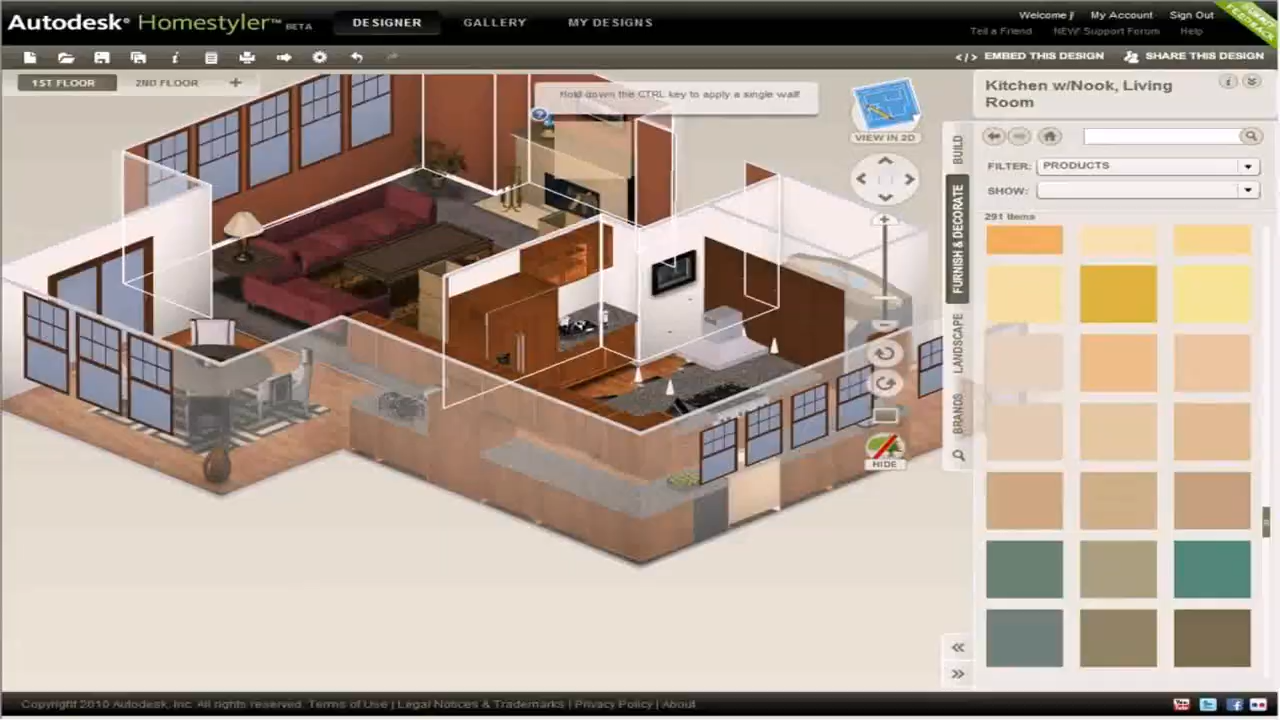 Autodesk® Homestyler™ BETA
DESIGNER
GALLERY
MY DESIGNS
Welcome j!
My Account
Sign Out
Tell a Friend
NEW! Support Forum
Help
FEEDBACK
</> EMBED THIS DESIGN
SHARE THIS DESIGN
1ST FLOOR
2ND FLOOR
+
Hold down the CTRL key to apply a single wall!
VIEW IN 2D
HIDE
BUILD
FURNISH & DECORATE
LANDSCAPE
BRANDS
Kitchen w/Nook, Living
Room
FILTER: PRODUCTS
SHOW:
291 Items
Copyright 2010 Autodesk, Inc. All rights reserved. Terms of Use | Legal Notices & Trademarks | Privacy Policy | About